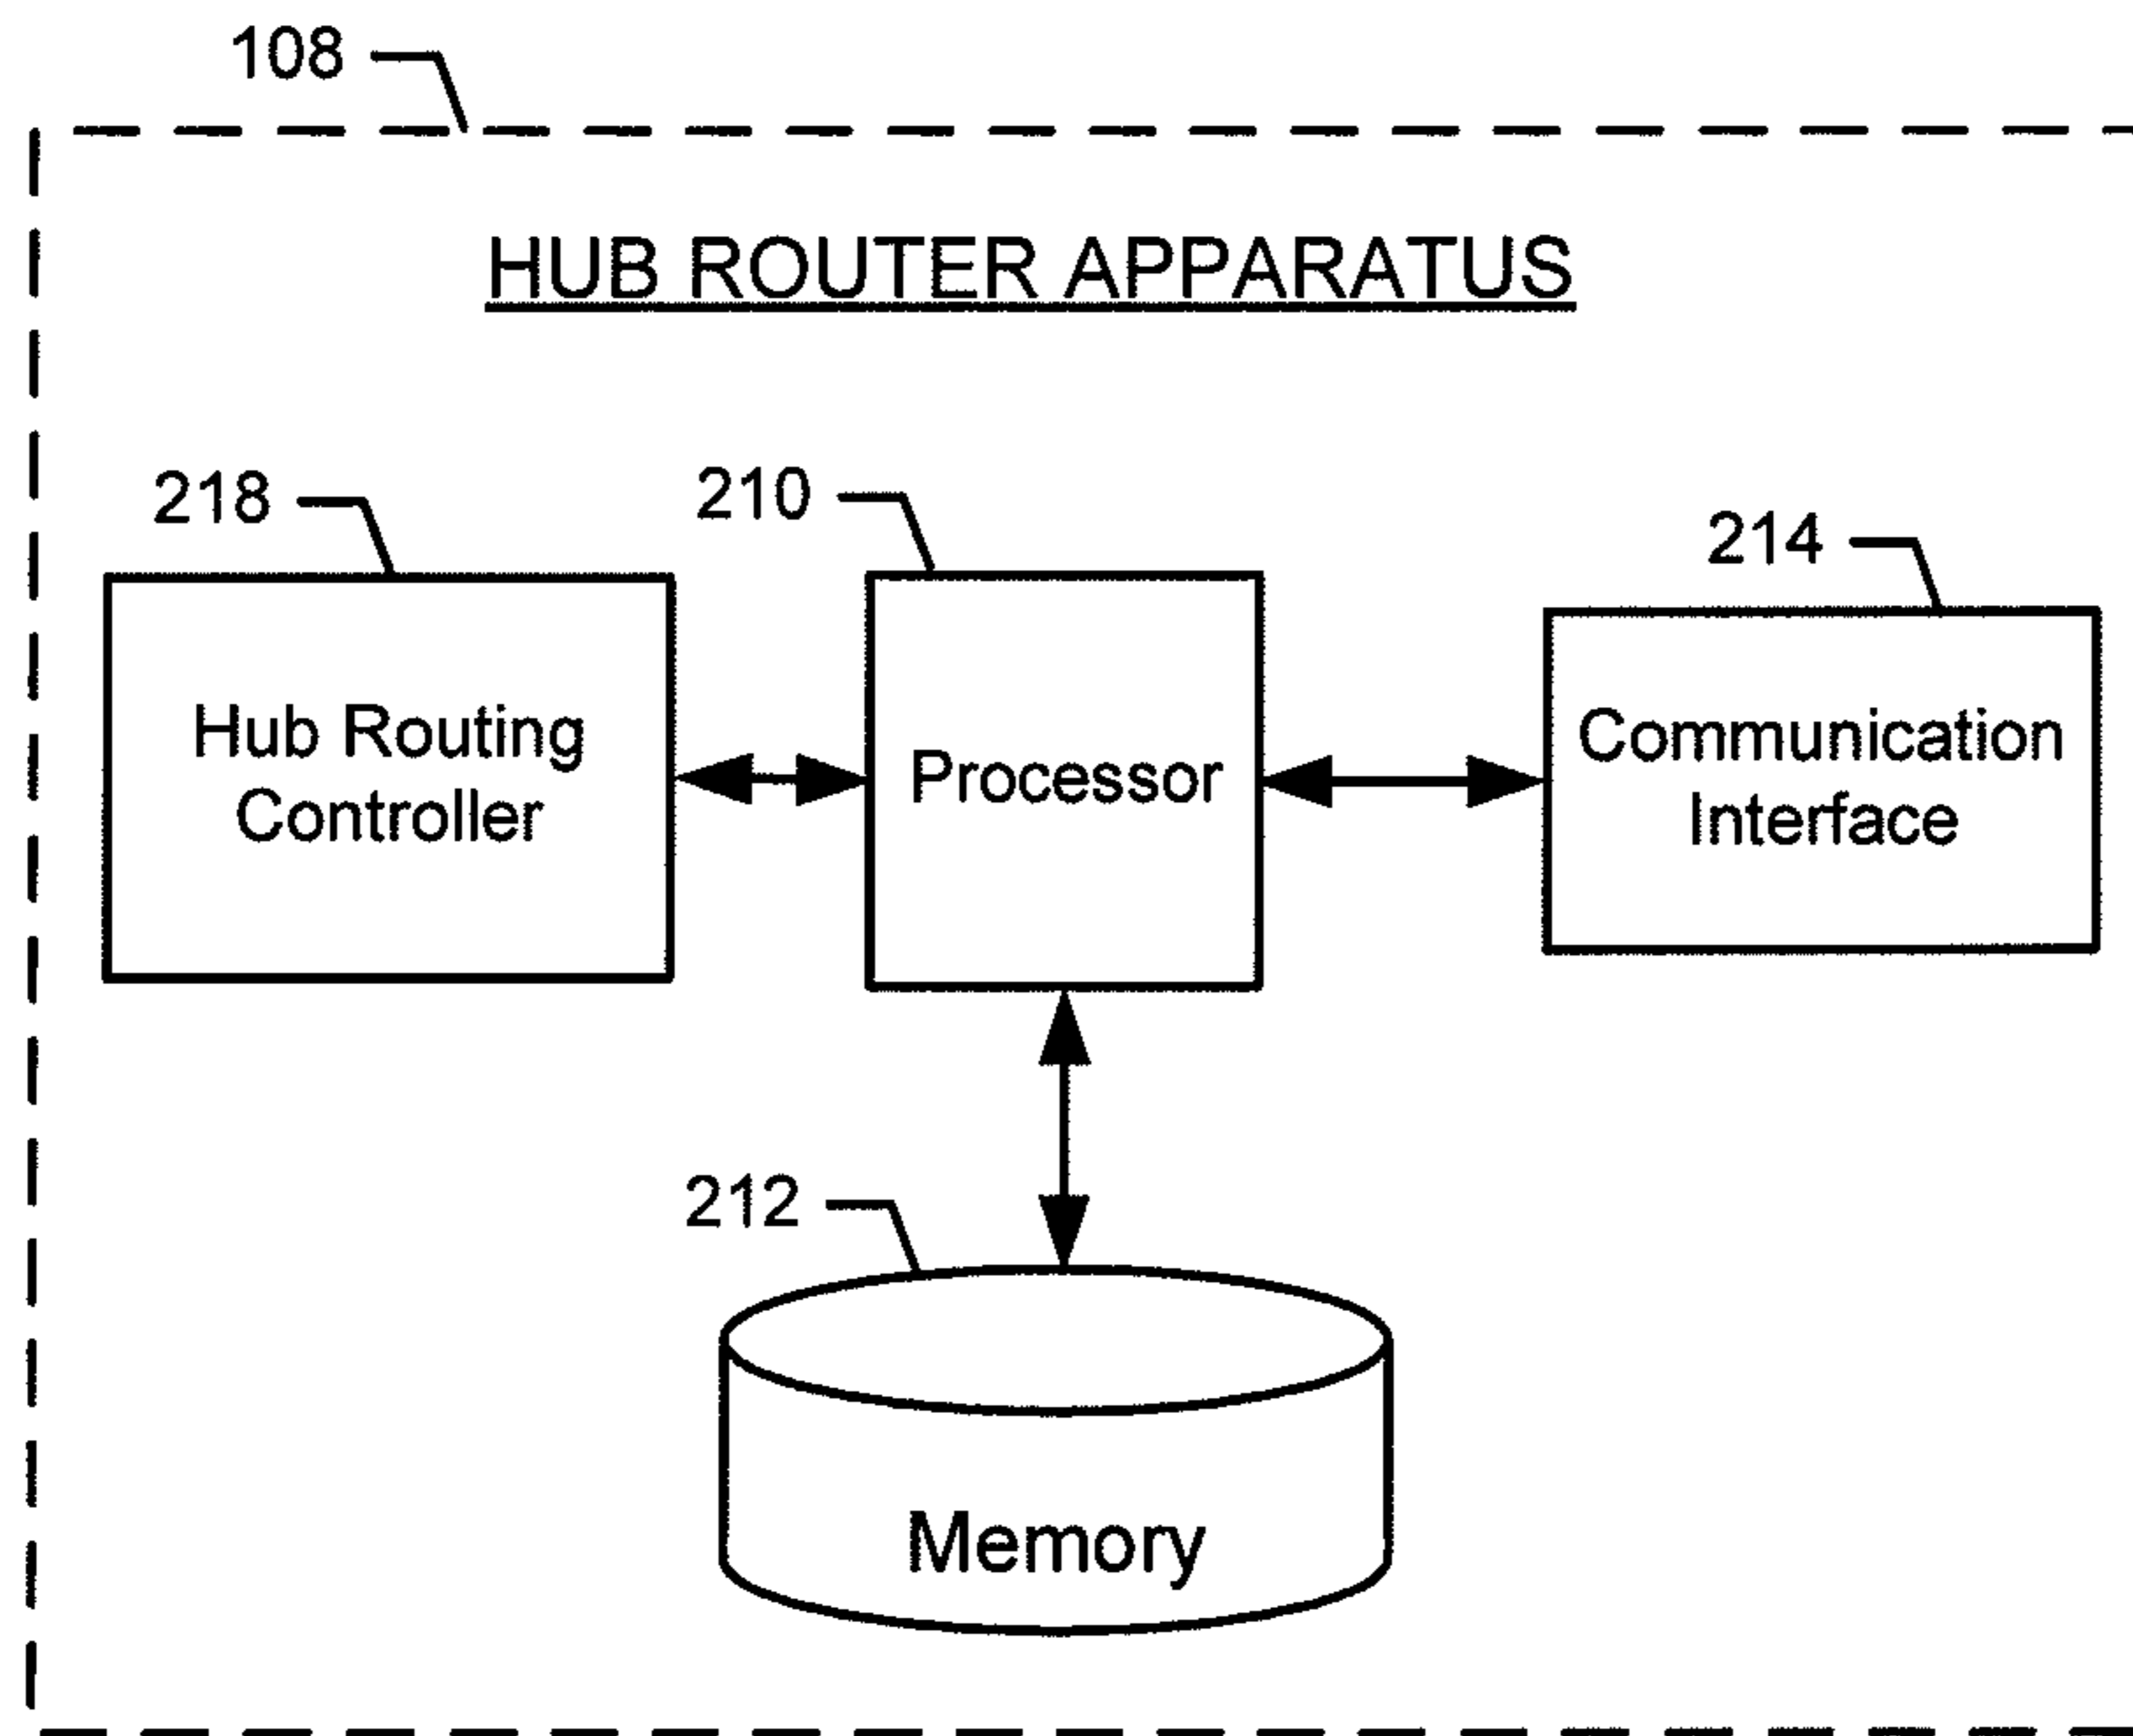 108
HUB ROUTER APPARATUS
218
210
214
Hub Routing
Controller
Processor
Communication
Interface
212
Memory